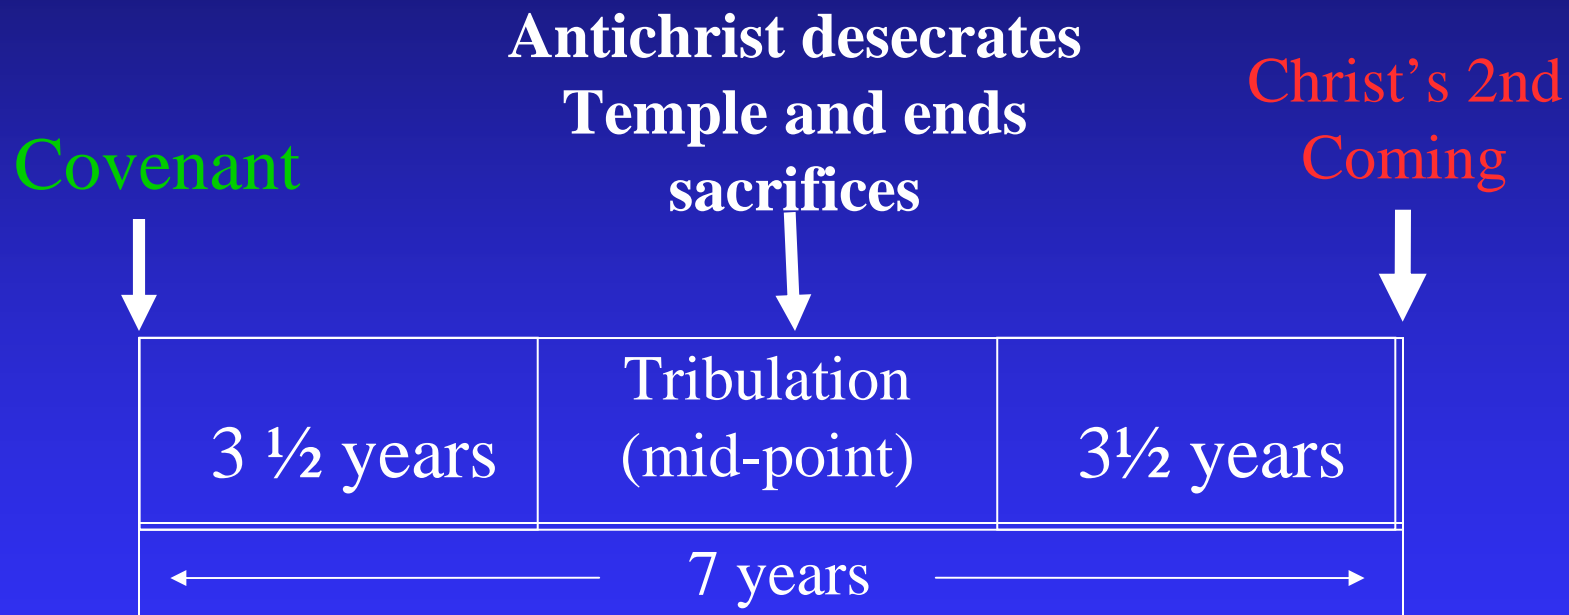 Antichrist desecrates
Temple and ends
sacrifices
Covenant
Christ’s 2nd
Coming
3 ½ years
Tribulation
(mid-point)
3½ years
7 years